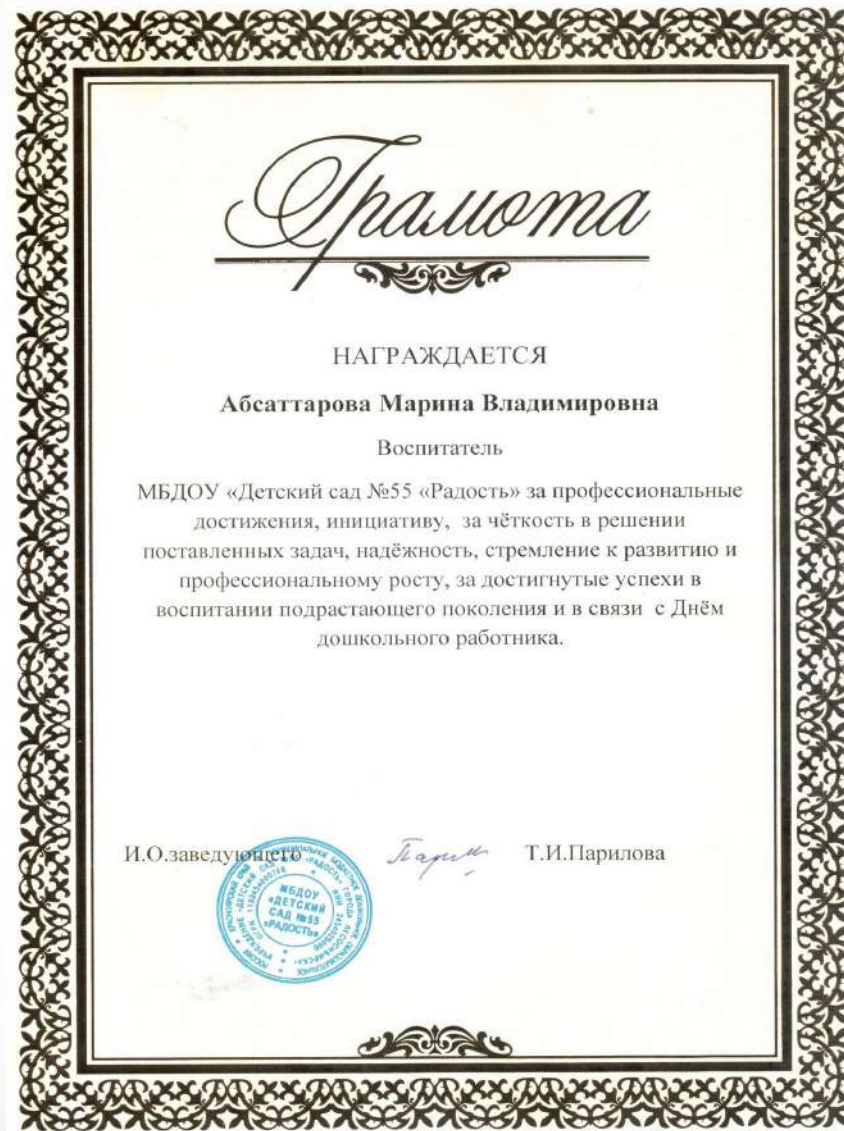 Грамота
НАГРАЖДАЕТСЯ
Абсаттарова Марина Владимировна
Воспитатель
МБДОУ «Детский сад №55 «Радость» за профессиональные
достижения, инициативу, за чёткость в решении
поставленных задач, надёжность, стремление к развитию и
профессиональному росту, за достигнутые успехи в
воспитании подрастающего поколения и в связи с Днём
дошкольного работника.
И.О.заведующего Т.И.Парилова
МБДОУ
«ДЕТСКИЙ
САД №55
«РАДОСТЬ»